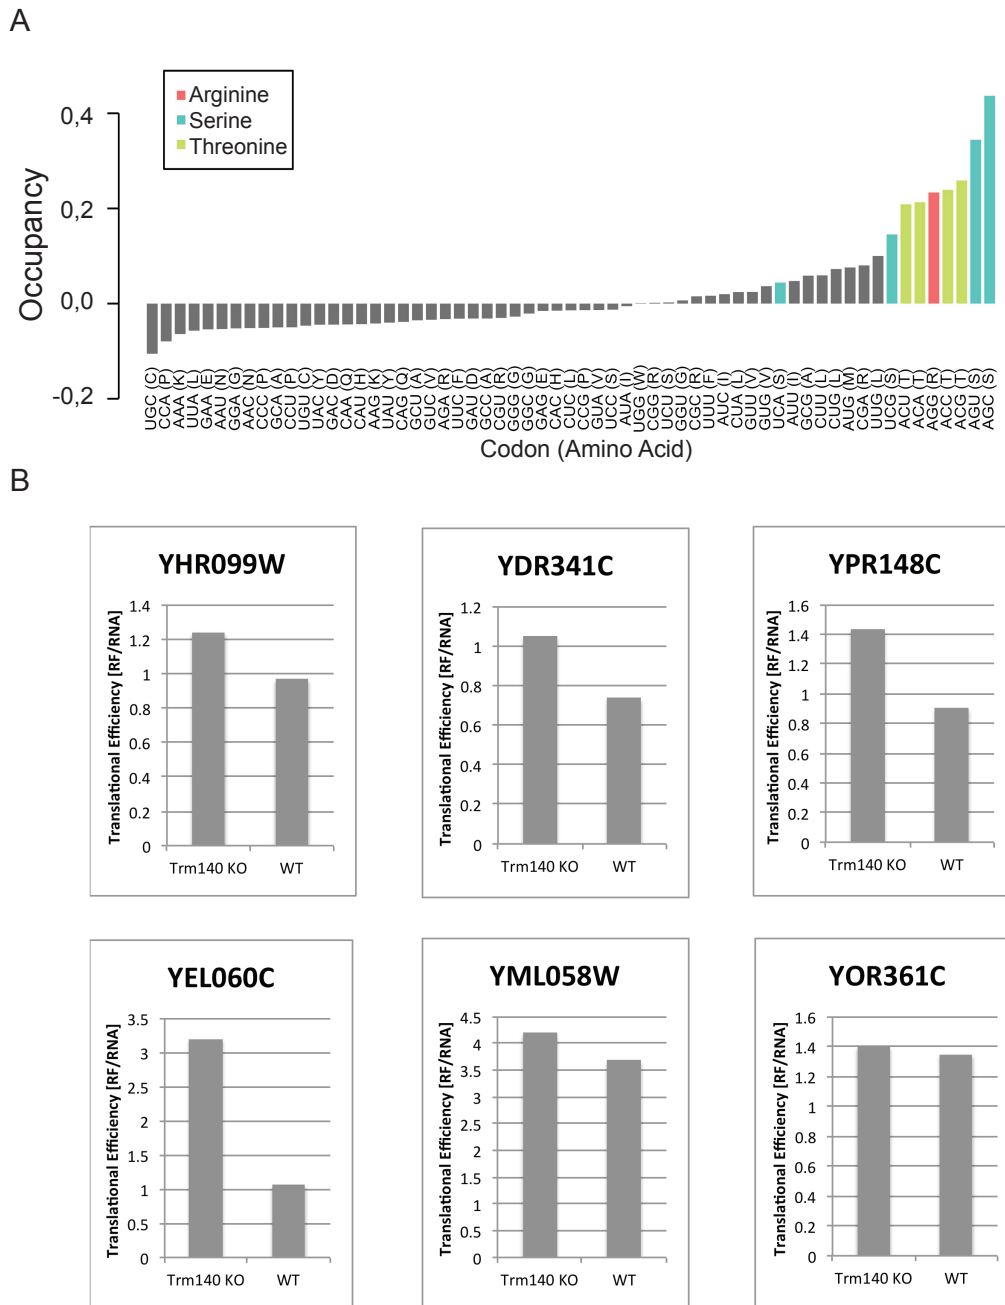 A
Arginine
Serine
Threonine
Occupancy
0,4
0,2
0,0
-0,2
UGC (C)
CCA (P)
AAA (K)
UUA (L)
GAA (E)
AAU (N)
GGA (G)
AAC (N)
CCC (P)
GCA (A)
CCU (P)
UGU (C)
UAC (Y)
GAC (D)
CAA (Q)
CAU (H)
AAG (K)
UAU (Y)
CAG (Q)
GCU (A)
GUC (V)
AGA (R)
UUC (F)
GAU (D)
GCC (A)
CGU (R)
GGG (G)
GGC (G)
GAG (E)
CAC (H)
CUC (L)
CCG (P)
GUA (V)
UCC (S)
AUA (I)
UGG (W)
CGG (R)
UCU (S)
GGU (G)
CGC (R)
UUU (F)
AUC (I)
CUA (L)
GUU (V)
GUG (V)
UCA (S)
AUU (I)
GCG (A)
CUU (L)
CUG (L)
AUG (M)
CGA (R)
UUG (L)
UCG (S)
ACU (T)
ACA (T)
AGG (R)
ACC (T)
ACG (T)
AGU (S)
AGC (S)
Codon (Amino Acid)
B
YHR099W
Translational Efficiency [RF/RNA]
1.4
1.2
1
0.8
0.6
0.4
0.2
0
Trm140 KO WT
YDR341C
Translational Efficiency [RF/RNA]
1.2
1
0.8
0.6
0.4
0.2
0
Trm140 KO WT
YPR148C
Translational Efficiency [RF/RNA]
1.6
1.4
1.2
1
0.8
0.6
0.4
0.2
0
Trm140 KO WT
YEL060C
Translational Efficiency [RF/RNA]
3.5
3
2.5
2
1.5
1
0.5
0
Trm140 KO WT
YML058W
Translational Efficiency [RF/RNA]
4.5
4
3.5
3
2.5
2
1.5
1
0.5
0
Trm140 KO WT
YOR361C
Translational Efficiency [RF/RNA]
1.6
1.4
1.2
1
0.8
0.6
0.4
0.2
0
Trm140 KO WT